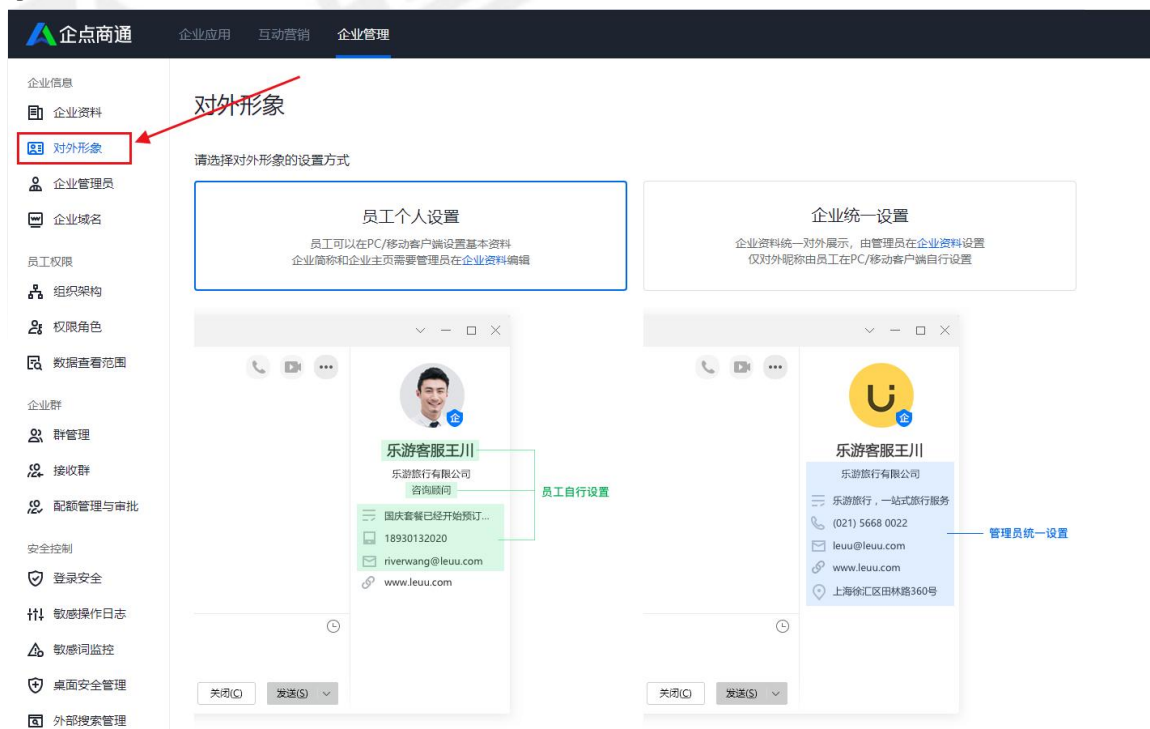 企点商通
企业应用 互动营销 企业管理
企业信息
企业资料
对外形象
企业管理员
企业域名
员工权限
组织架构
权限角色
数据查看范围
企业群
群管理
接收群
配额管理与审批
安全控制
登录安全
敏感操作日志
敏感词监控
桌面安全管理
外部搜索管理
对外形象
请选择对外形象的设置方式
员工个人设置
员工可以在PC/移动客户端设置基本资料
企业简称和企业主页需要管理员在企业资料编辑
企业统一设置
企业资料统一对外展示，由管理员在企业资料设置
仅对外昵称由员工在PC/移动客户端自行设置
企
乐游客服王川
乐游旅行有限公司
咨询顾问
国庆套餐已经开始预订...
18930132020
riverwang@leuu.com
www.leuu.com
员工自行设置
关闭(C) 发送(S)
企
乐游客服王川
乐游旅行有限公司
乐游旅行，一站式旅行服务
(021) 5668 0022
leuu@leuu.com
www.leuu.com
上海徐汇区田林路360号
管理员统一设置
关闭(C) 发送(S)